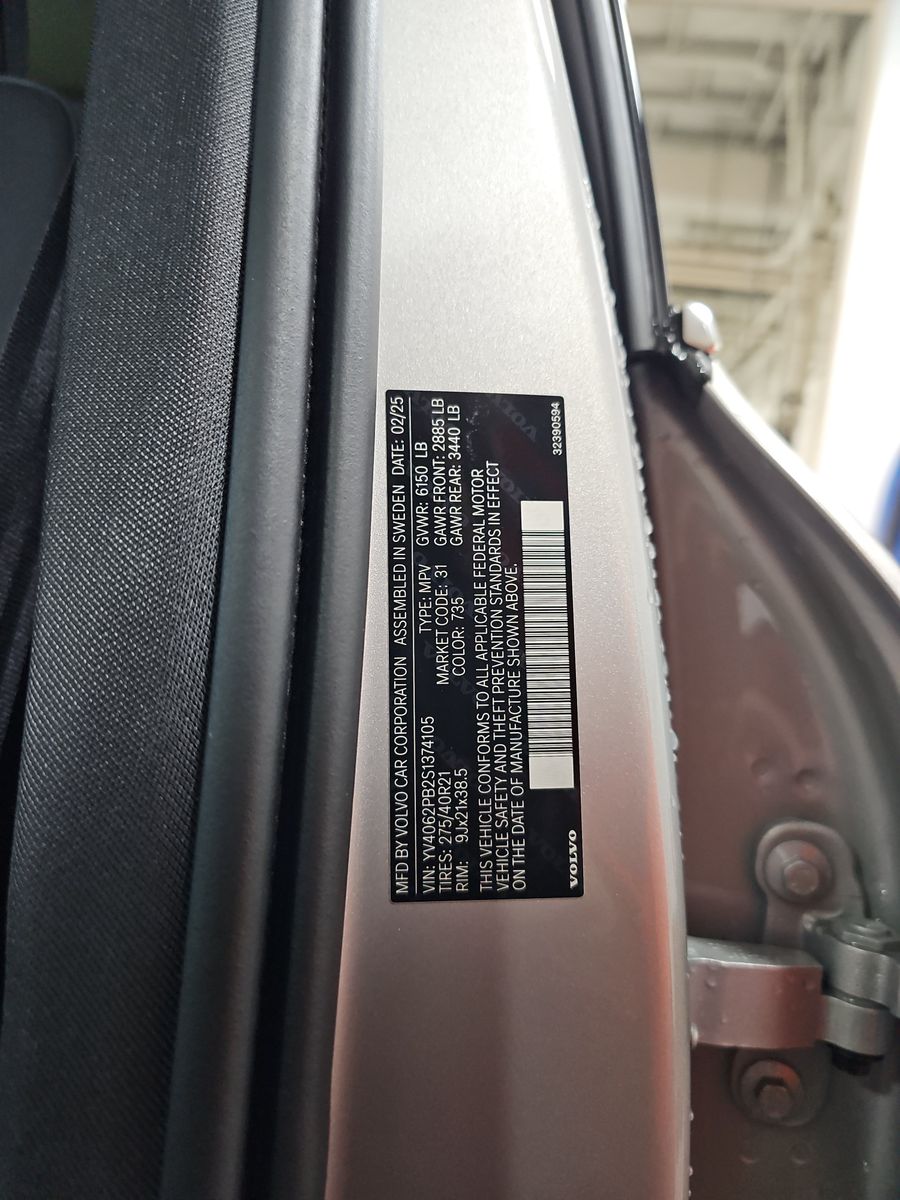 MFD BY VOLVO CAR CORPORATION ASSEMBLED IN SWEDEN DATE: 02/25
VIN: YV4062PB2S1374105 TYPE: MPV GVWR: 6150 LB
TIRES: 275/40R21 MARKET CODE: 31 GAWR FRONT: 2885 LB
RIM: 9Jx21x38.5 COLOR: 735 GAWR REAR: 3440 LB
THIS VEHICLE CONFORMS TO ALL APPLICABLE FEDERAL MOTOR
VEHICLE SAFETY AND THEFT PREVENTION STANDARDS IN EFFECT
ON THE DATE OF MANUFACTURE SHOWN ABOVE.
32390594
VOLVO